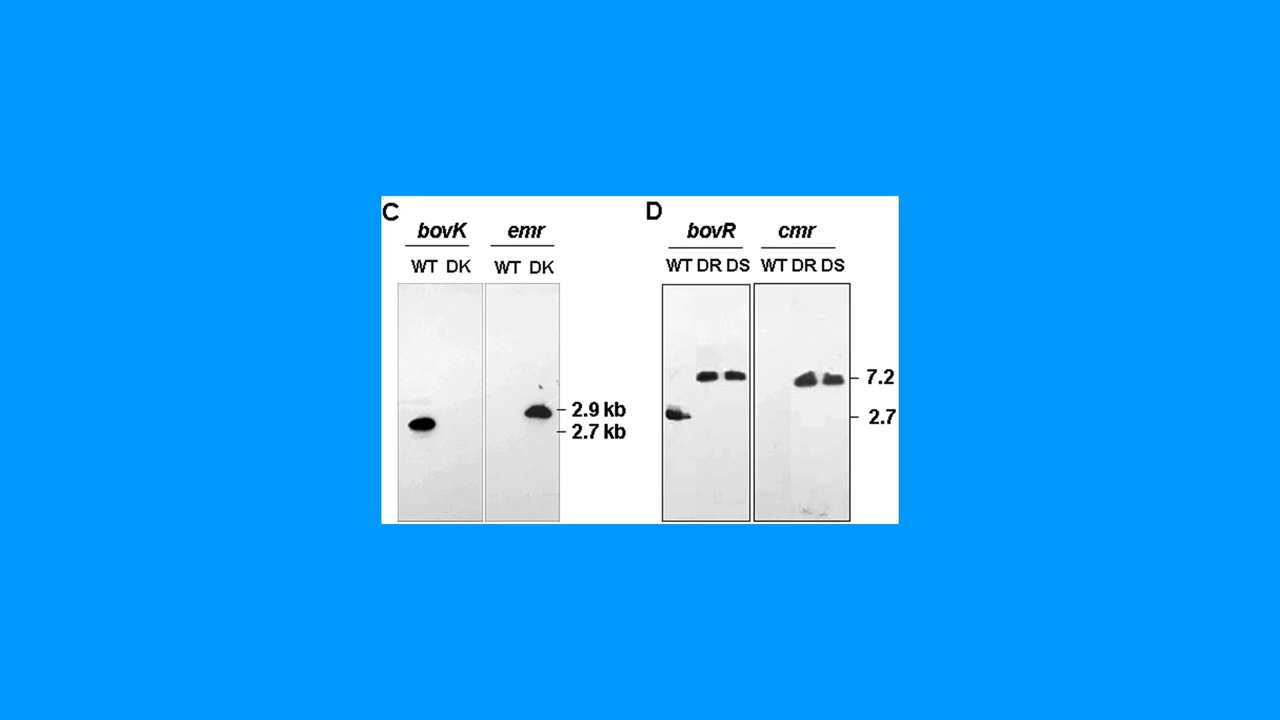 C
bovK emr
WT DK WT DK
2.9 kb
2.7 kb
D
bovR cmr
WT DR DS WT DR DS
7.2
2.7